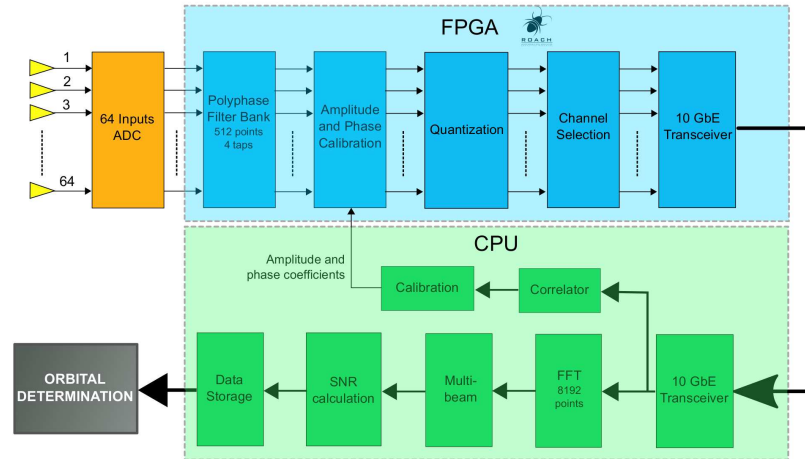 FPGA
ROACH
1
2
3
64
64 Inputs
ADC
Polyphase
Filter Bank
512 points
4 taps
Amplitude
and Phase
Calibration
Quantization
Channel
Selection
10 GbE
Transceiver
CPU
Amplitude and
phase coefficients
Calibration
Correlator
ORBITAL
DETERMINATION
Data
Storage
SNR
calculation
Multi-
beam
FFT
8192
points
10 GbE
Transceiver